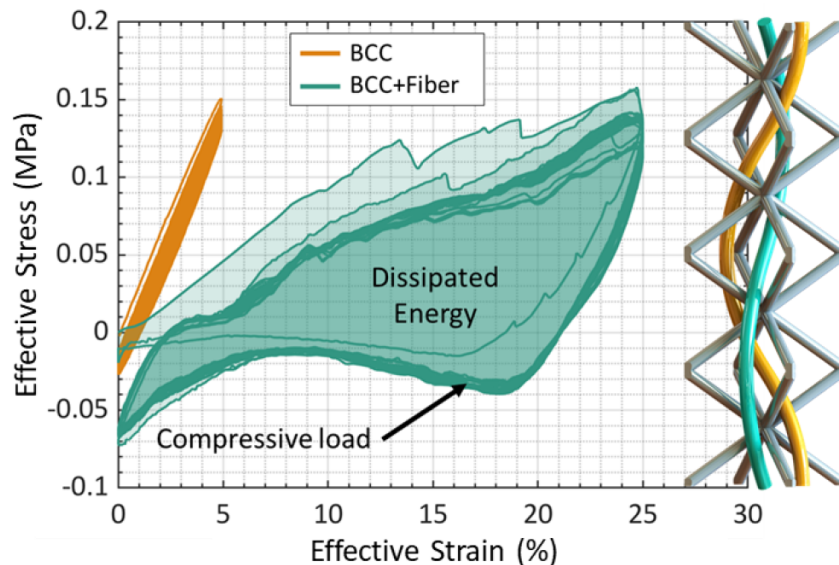 0.2
0.15
0.1
0.05
0
-0.05
-0.1
Effective Stress (MPa)
BCC
BCC+Fiber
Dissipated
Energy
Compressive load
0 5 10 15 20 25 30
Effective Strain (%)